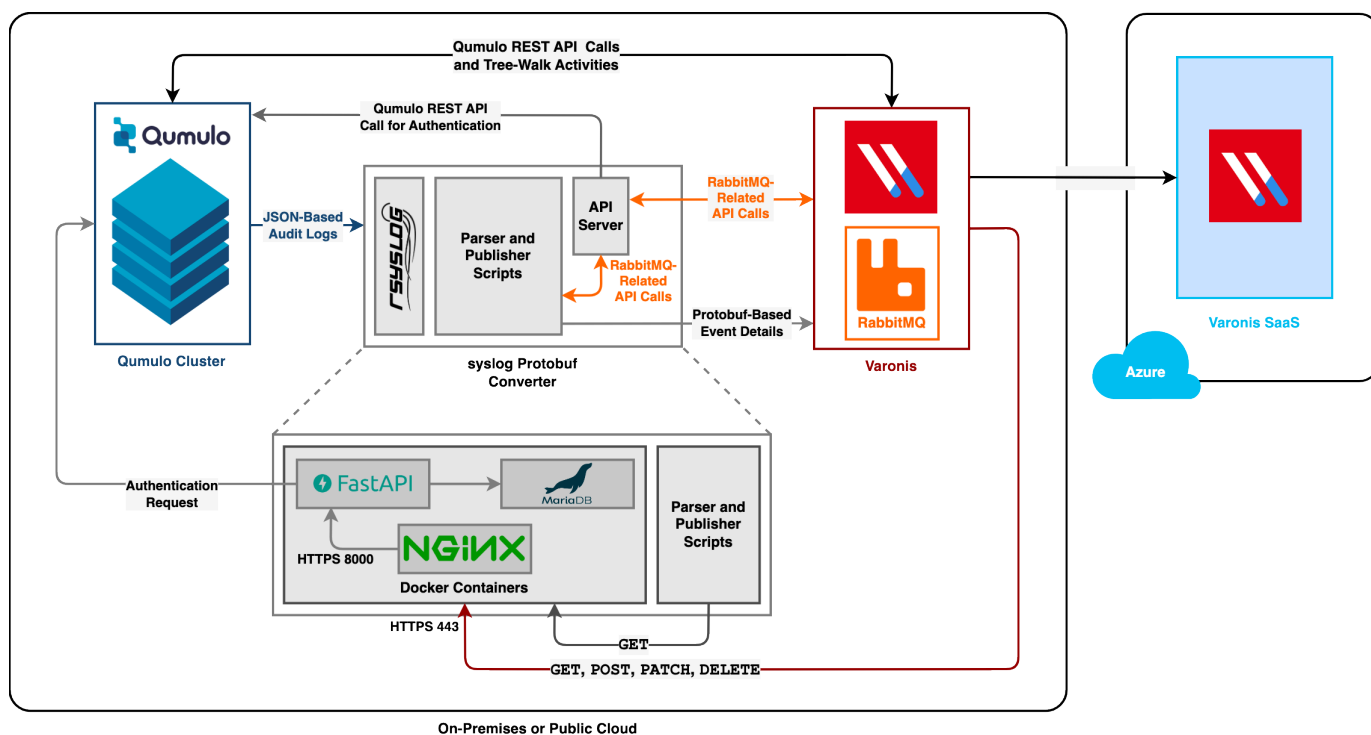 Qumulo REST API Calls
and Tree-Walk Activities
Qumulo REST API
Call for Authentication
Qumulo
JSON-Based
Audit Logs
rsyslog
Parser and
Publisher
Scripts
API
Server
RabbitMQ-
Related
API Calls
RabbitMQ-
Related
API Calls
Protobuf-Based
Event Details
RabbitMQ
Qumulo Cluster
syslog Protobuf
Converter
Varonis
Varonis SaaS
Azure
Authentication
Request
FastAPI
MariaDB
Parser and
Publisher
Scripts
HTTPS 8000
NGiNX
Docker Containers
HTTPS 443
GET
GET, POST, PATCH, DELETE
On-Premises or Public Cloud